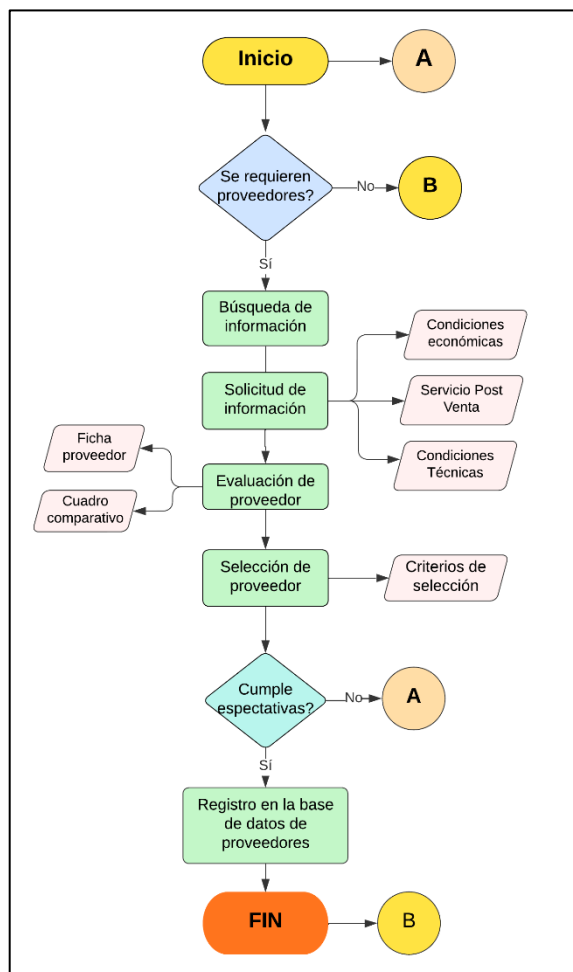 Inicio
A
Se requieren
proveedores?
No
B
Sí
Búsqueda de
información
Condiciones
económicas
Solicitud de
información
Servicio Post
Venta
Condiciones
Técnicas
Ficha
proveedor
Evaluación de
proveedor
Cuadro
comparativo
Selección de
proveedor
Criterios de
selección
Cumple
espectativas?
No
A
Sí
Registro en la base
de datos de
proveedores
FIN
B